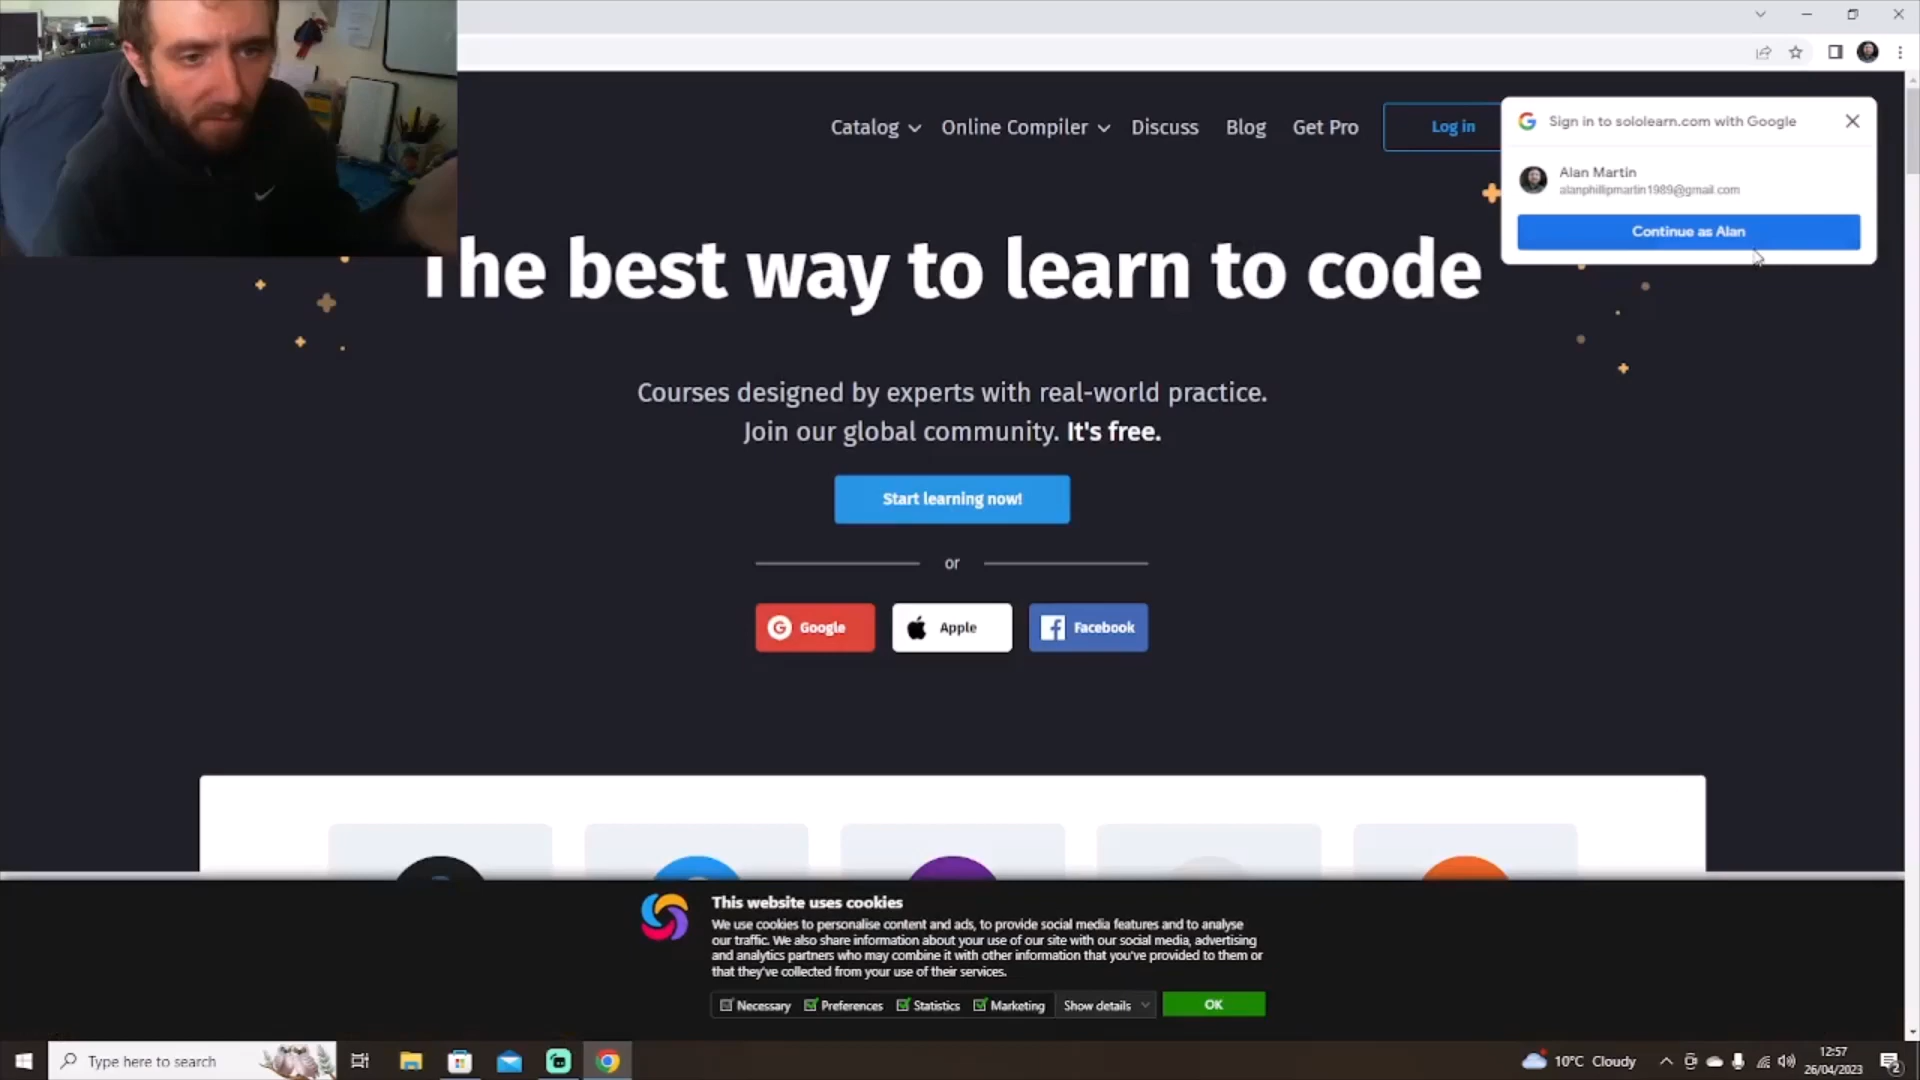 Catalog
Online Compiler
Discuss
Blog
Get Pro
Log in
Sign in to sololearn.com with Google
Alan Martin
alanphillipmartin1989@gmail.com
Continue as Alan
The best way to learn to code
Courses designed by experts with real-world practice.
Join our global community. It's free.
Start learning now!
or
Google
Apple
Facebook
This website uses cookies
We use cookies to personalise content and ads, to provide social media features and to analyse
our traffic. We also share information about your use of our site with our social media, advertising
and analytics partners who may combine it with other information that you've provided to them or
that they've collected from your use of their services.
Necessary
Preferences
Statistics
Marketing
Show details
OK
Type here to search
10°C Cloudy
12:57
26/04/2023
2